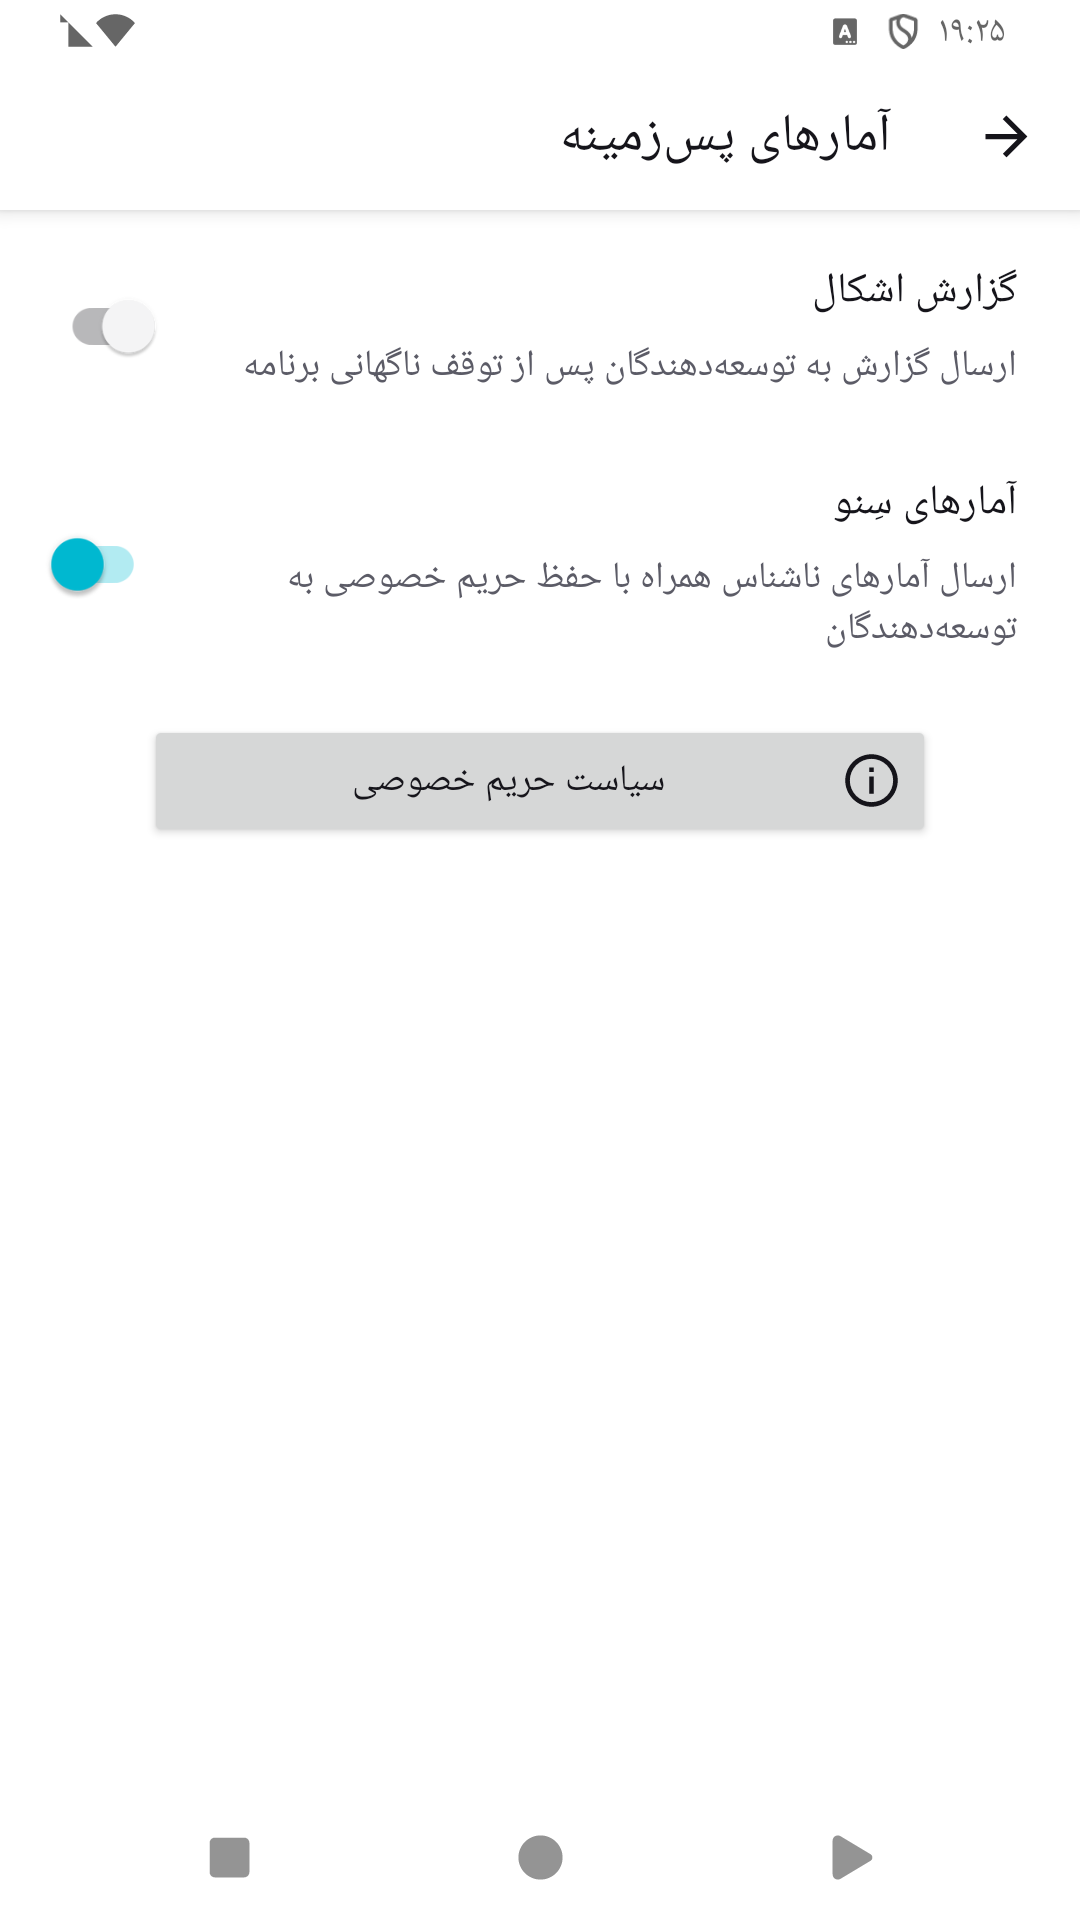 ۱۹:۲۵
آمارهای پس‌زمینه
گزارش اشکال
ارسال گزارش به توسعه‌دهندگان پس از توقف ناگهانی برنامه
آمارهای سِنو
ارسال آمارهای ناشناس همراه با حفظ حریم خصوصی به
توسعه‌دهندگان
سیاست حریم خصوصی